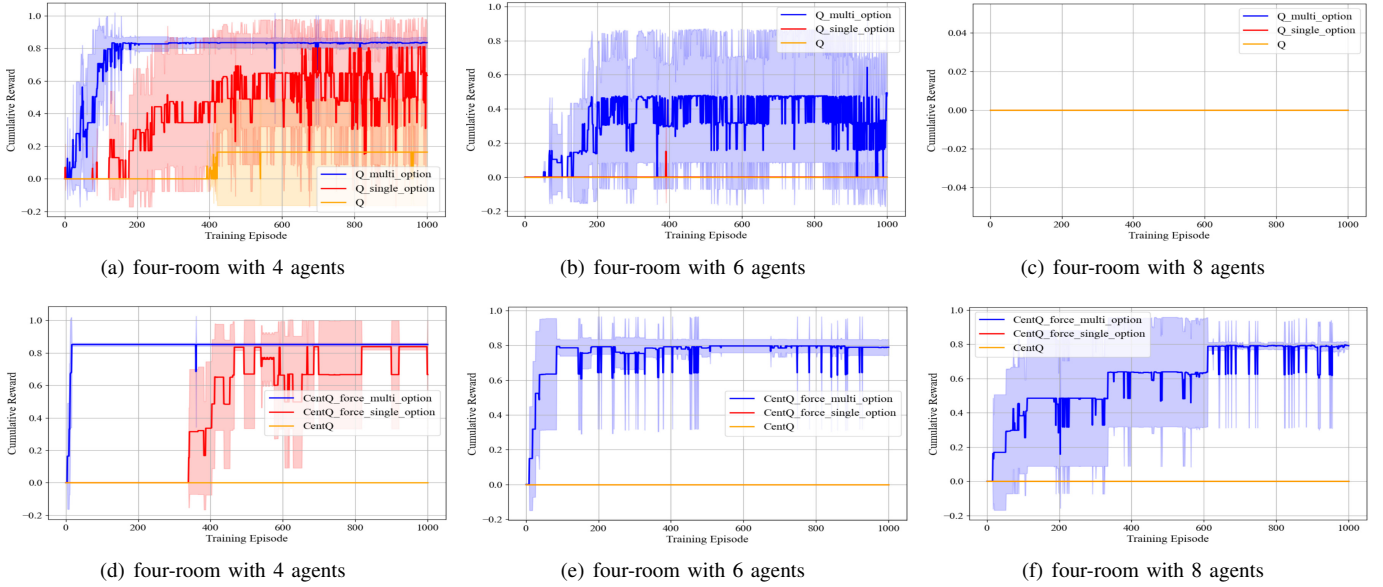 1.0
0.8
0.6
0.4
0.2
0.0
−0.2
Cumulative Reward
0 200 400 600 800 1000
Training Episode
Q_multi_option
Q_single_option
Q
(a) four-room with 4 agents
1.0
0.8
0.6
0.4
0.2
0.0
−0.2
Cumulative Reward
0 200 400 600 800 1000
Training Episode
Q_multi_option
Q_single_option
Q
(b) four-room with 6 agents
0.04
0.02
0.00
−0.02
−0.04
Cumulative Reward
0 200 400 600 800 1000
Training Episode
Q_multi_option
Q_single_option
Q
(c) four-room with 8 agents
1.0
0.8
0.6
0.4
0.2
0.0
−0.2
Cumulative Reward
0 200 400 600 800 1000
Training Episode
CentQ_force_multi_option
CentQ_force_single_option
CentQ
(d) four-room with 4 agents
1.0
0.8
0.6
0.4
0.2
0.0
−0.2
Cumulative Reward
0 200 400 600 800 1000
Training Episode
CentQ_force_multi_option
CentQ_force_single_option
CentQ
(e) four-room with 6 agents
1.0
0.8
0.6
0.4
0.2
0.0
−0.2
Cumulative Reward
0 200 400 600 800 1000
Training Episode
CentQ_force_multi_option
CentQ_force_single_option
CentQ
(f) four-room with 8 agents